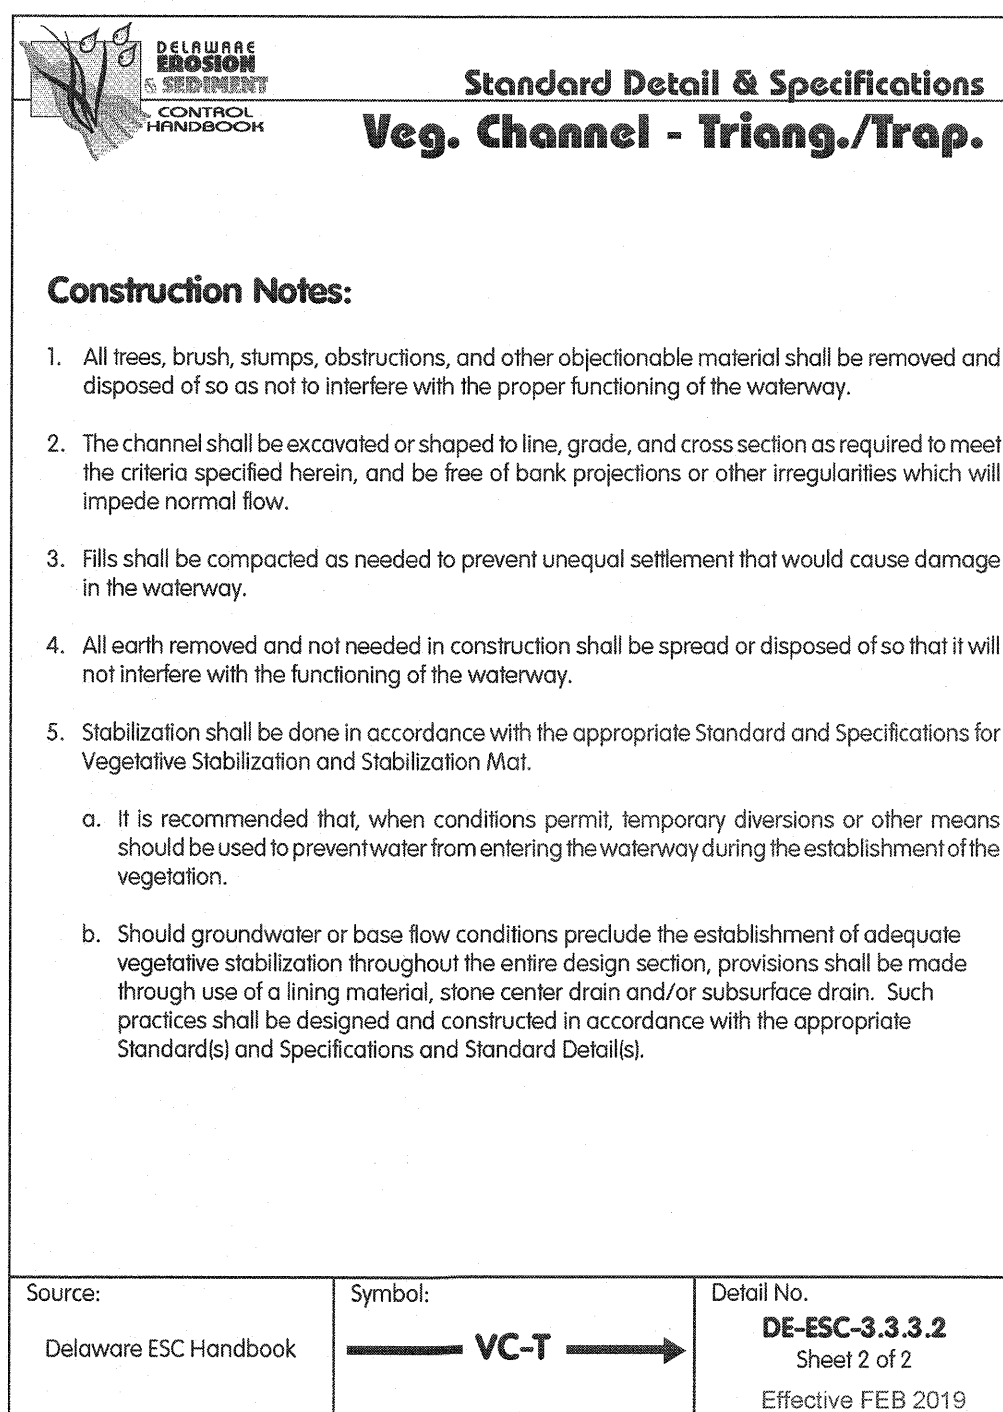 DELAWARE
EROSION
& SEDIMENT
CONTROL
HANDBOOK
Standard Detail & Specifications
Veg. Channel - Triang./Trap.
Construction Notes:
1. All trees, brush, stumps, obstructions, and other objectionable material shall be removed and
disposed of so as not to interfere with the proper functioning of the waterway.
2. The channel shall be excavated or shaped to line, grade, and cross section as required to meet
the criteria specified herein, and be free of bank projections or other irregularities which will
impede normal flow.
3. Fills shall be compacted as needed to prevent unequal settlement that would cause damage
in the waterway.
4. All earth removed and not needed in construction shall be spread or disposed of so that it will
not interfere with the functioning of the waterway.
5. Stabilization shall be done in accordance with the appropriate Standard and Specifications for
Vegetative Stabilization and Stabilization Mat.
a. It is recommended that, when conditions permit, temporary diversions or other means
should be used to prevent water from entering the waterway during the establishment of the
vegetation.
b. Should groundwater or base flow conditions preclude the establishment of adequate
vegetative stabilization throughout the entire design section, provisions shall be made
through use of a lining material, stone center drain and/or subsurface drain. Such
practices shall be designed and constructed in accordance with the appropriate
Standard(s) and Specifications and Standard Detail(s).
Source:
Delaware ESC Handbook
Symbol:
VC-T
Detail No.
DE-ESC-3.3.3.2
Sheet 2 of 2
Effective FEB 2019